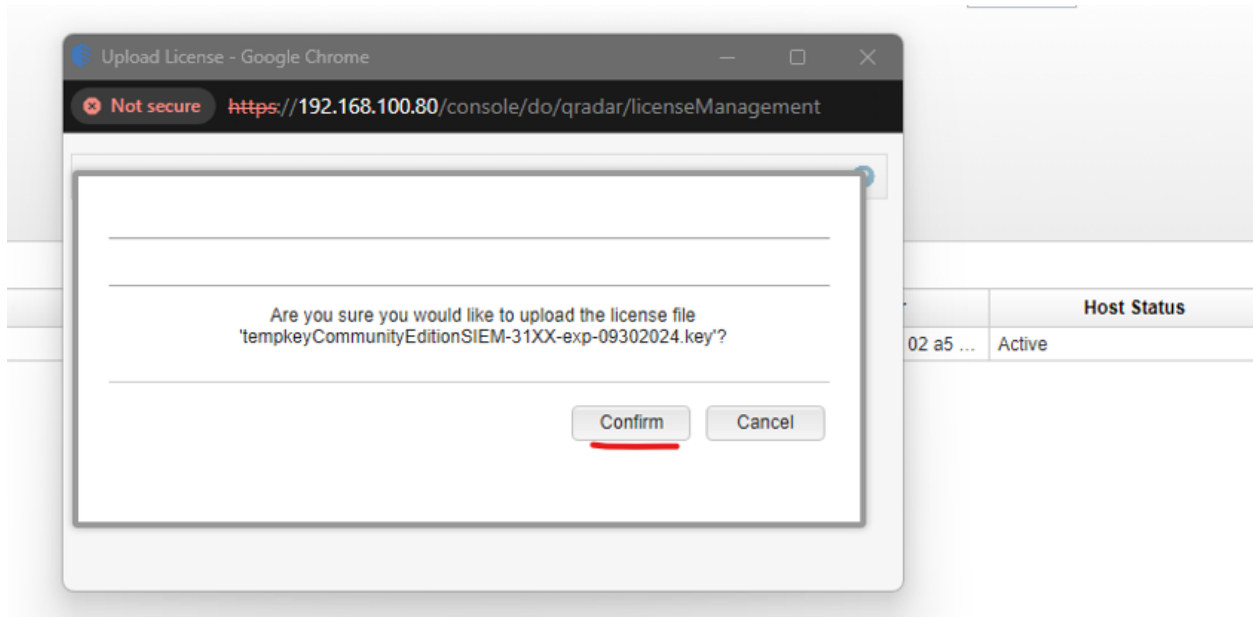 Upload License - Google Chrome
Not secure https://192.168.100.80/console/do/qradar/licenseManagement
Are you sure you would like to upload the license file
'tempkeyCommunityEditionSIEM-31XX-exp-09302024.key'?
Confirm Cancel
Host Status
02 a5 ... Active